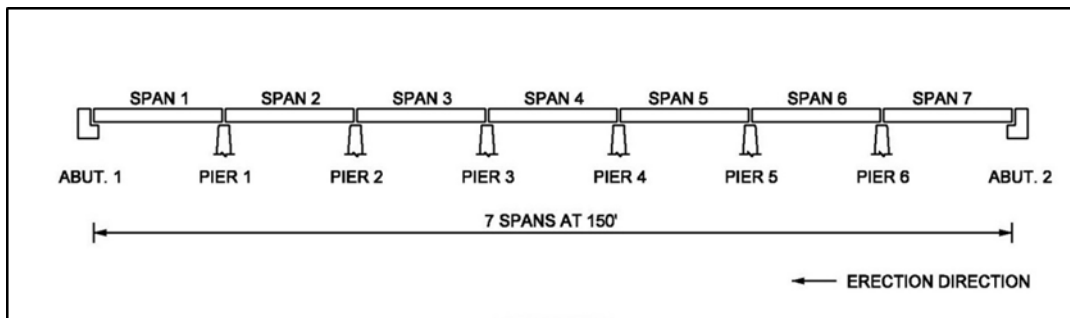 SPAN 1 SPAN 2 SPAN 3 SPAN 4 SPAN 5 SPAN 6 SPAN 7
ABUT. 1 PIER 1 PIER 2 PIER 3 PIER 4 PIER 5 PIER 6 ABUT. 2
7 SPANS AT 150'
ERECTION DIRECTION